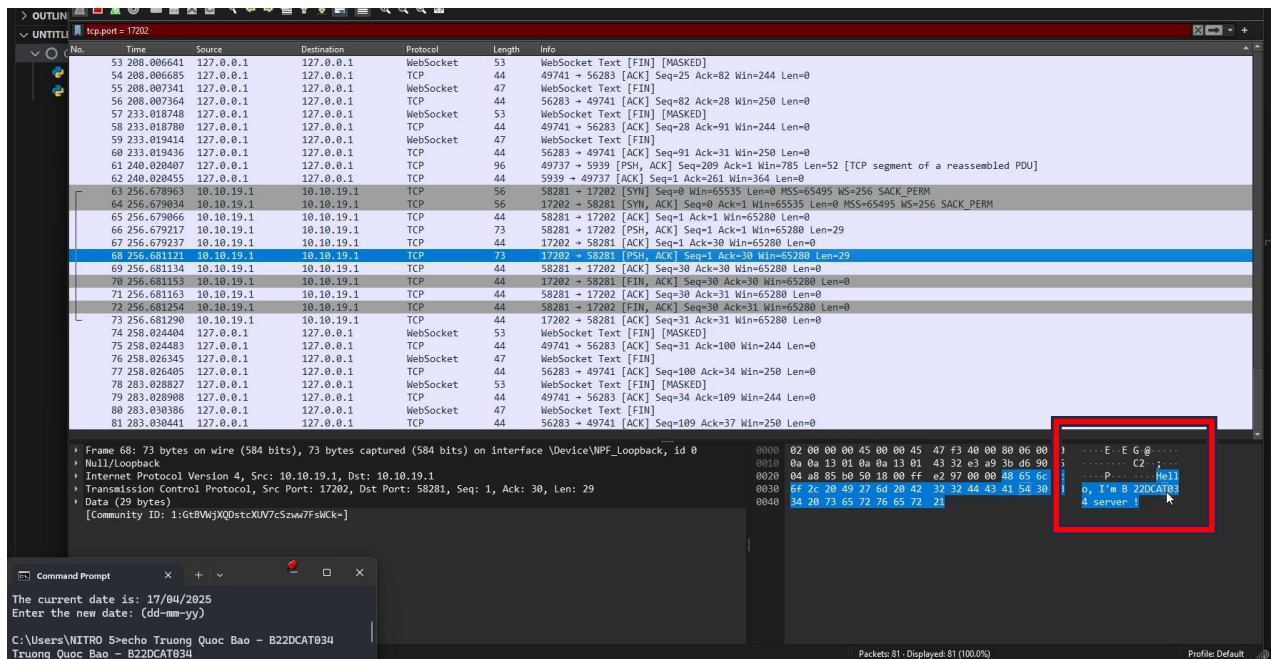 OUTLIN
UNTITL
tcp.port = 17202
No. Time Source Destination Protocol Length Info
53 208.006641 127.0.0.1 127.0.0.1 WebSocket 53 WebSocket Text [FIN] [MASKED]
54 208.006685 127.0.0.1 127.0.0.1 TCP 44 49741 → 56283 [ACK] Seq=25 Ack=82 Win=244 Len=0
55 208.007341 127.0.0.1 127.0.0.1 WebSocket 47 WebSocket Text [FIN]
56 208.007364 127.0.0.1 127.0.0.1 TCP 44 56283 → 49741 [ACK] Seq=82 Ack=28 Win=250 Len=0
57 233.018748 127.0.0.1 127.0.0.1 WebSocket 53 WebSocket Text [FIN] [MASKED]
58 233.018780 127.0.0.1 127.0.0.1 TCP 44 49741 → 56283 [ACK] Seq=28 Ack=91 Win=244 Len=0
59 233.019414 127.0.0.1 127.0.0.1 WebSocket 47 WebSocket Text [FIN]
60 233.019436 127.0.0.1 127.0.0.1 TCP 44 56283 → 49741 [ACK] Seq=91 Ack=31 Win=250 Len=0
61 240.020407 127.0.0.1 127.0.0.1 TCP 96 49737 → 5939 [PSH, ACK] Seq=209 Ack=1 Win=785 Len=52 [TCP segment of a reassembled PDU]
62 240.020455 127.0.0.1 127.0.0.1 TCP 44 5939 → 49737 [ACK] Seq=1 Ack=261 Win=364 Len=0
63 256.678963 10.10.19.1 10.10.19.1 TCP 56 58281 → 17202 [SYN] Seq=0 Win=65535 Len=0 MSS=65495 WS=256 SACK_PERM
64 256.679034 10.10.19.1 10.10.19.1 TCP 56 17202 → 58281 [SYN, ACK] Seq=0 Ack=1 Win=65535 Len=0 MSS=65495 WS=256 SACK_PERM
65 256.679066 10.10.19.1 10.10.19.1 TCP 44 58281 → 17202 [ACK] Seq=1 Ack=1 Win=65280 Len=0
66 256.679217 10.10.19.1 10.10.19.1 TCP 73 58281 → 17202 [PSH, ACK] Seq=1 Ack=1 Win=65280 Len=29
67 256.679237 10.10.19.1 10.10.19.1 TCP 44 17202 → 58281 [ACK] Seq=1 Ack=30 Win=65280 Len=0
68 256.681121 10.10.19.1 10.10.19.1 TCP 73 17202 → 58281 [PSH, ACK] Seq=1 Ack=30 Win=65280 Len=29
69 256.681134 10.10.19.1 10.10.19.1 TCP 44 58281 → 17202 [ACK] Seq=30 Ack=30 Win=65280 Len=0
70 256.681153 10.10.19.1 10.10.19.1 TCP 44 17202 → 58281 [FIN, ACK] Seq=30 Ack=30 Win=65280 Len=0
71 256.681163 10.10.19.1 10.10.19.1 TCP 44 58281 → 17202 [ACK] Seq=30 Ack=31 Win=65280 Len=0
72 256.681254 10.10.19.1 10.10.19.1 TCP 44 58281 → 17202 [FIN, ACK] Seq=30 Ack=31 Win=65280 Len=0
73 256.681290 10.10.19.1 10.10.19.1 TCP 44 17202 → 58281 [ACK] Seq=31 Ack=31 Win=65280 Len=0
74 258.024404 127.0.0.1 127.0.0.1 WebSocket 53 WebSocket Text [FIN] [MASKED]
75 258.024483 127.0.0.1 127.0.0.1 TCP 44 49741 → 56283 [ACK] Seq=31 Ack=100 Win=244 Len=0
76 258.026345 127.0.0.1 127.0.0.1 WebSocket 47 WebSocket Text [FIN]
77 258.026405 127.0.0.1 127.0.0.1 TCP 44 56283 → 49741 [ACK] Seq=100 Ack=34 Win=250 Len=0
78 283.028827 127.0.0.1 127.0.0.1 WebSocket 53 WebSocket Text [FIN] [MASKED]
79 283.028908 127.0.0.1 127.0.0.1 TCP 44 49741 → 56283 [ACK] Seq=34 Ack=109 Win=244 Len=0
80 283.030386 127.0.0.1 127.0.0.1 WebSocket 47 WebSocket Text [FIN]
81 283.030441 127.0.0.1 127.0.0.1 TCP 44 56283 → 49741 [ACK] Seq=109 Ack=37 Win=250 Len=0
Frame 68: 73 bytes on wire (584 bits), 73 bytes captured (584 bits) on interface \Device\NPF_Loopback, id 0
Null/Loopback
Internet Protocol Version 4, Src: 10.10.19.1, Dst: 10.10.19.1
Transmission Control Protocol, Src Port: 17202, Dst Port: 58281, Seq: 1, Ack: 30, Len: 29
Data (29 bytes)
[Community ID: 1:GtBVWjXQDstcXUV7cSzww7FsWCk=]
0000 02 00 00 00 45 00 00 45 47 f3 40 00 80 06 00 ····E··E G·@·····
0010 0a 0a 13 01 0a 0a 13 01 43 32 e3 a9 3b d6 90 ········ C2··;···
0020 04 a8 85 b0 50 18 00 ff e2 97 00 00 48 65 6c ····P··· ····Hell
0030 6f 2c 20 49 27 6d 20 42 32 32 44 43 41 54 30 o, I'm B 22DCAT03
0040 34 20 73 65 72 76 65 72 21 4 server !
Command Prompt
The current date is: 17/04/2025
Enter the new date: (dd-mm-yy)
C:\Users\NITRO 5>echo Truong Quoc Bao - B22DCAT034
Truong Quoc Bao - B22DCAT034
Packets: 81 · Displayed: 81 (100.0%)
Profile: Default